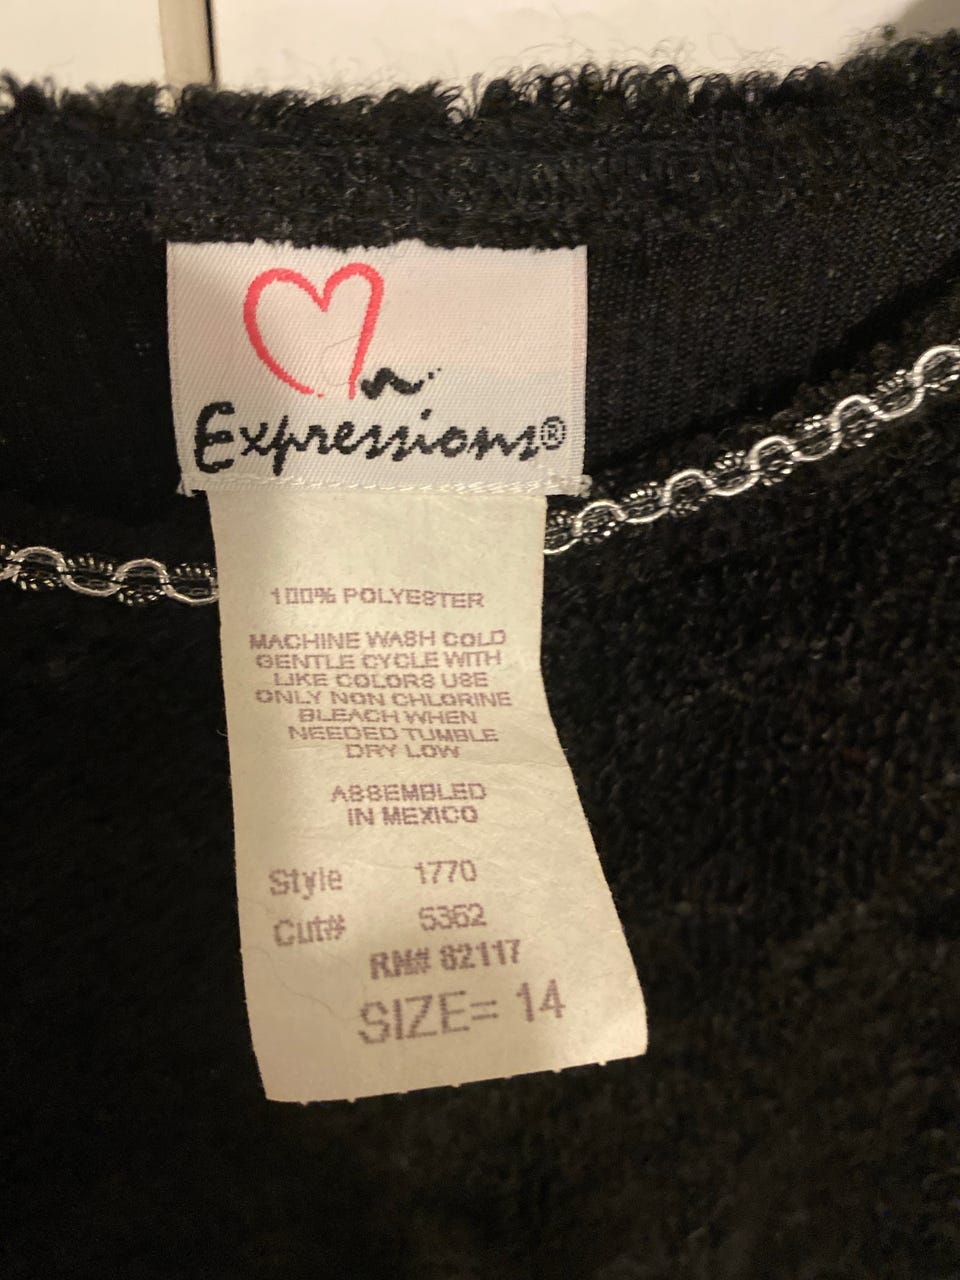 Expressions®
100% POLYESTER
MACHINE WASH COLD
GENTLE CYCLE WITH
LIKE COLORS USE
ONLY NON CHLORINE
BLEACH WHEN
NEEDED TUMBLE
DRY LOW
ASSEMBLED
IN MEXICO
Style 1770
Cut# 5362
RN# 82117
SIZE= 14